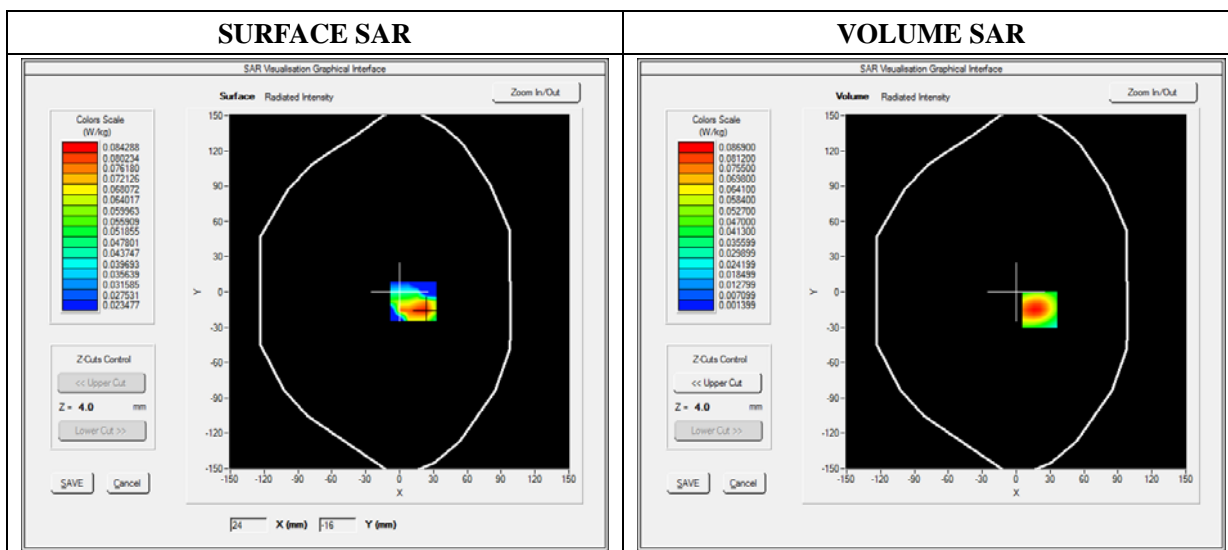 SURFACE SAR
SAR Visualisation Graphical Interface
Surface Radiated Intensity
Zoom In/Out
Colors Scale
(W/kg)
0.084288
0.080234
0.076180
0.072126
0.068072
0.064017
0.059963
0.055909
0.051855
0.047801
0.043747
0.039693
0.035639
0.031585
0.027531
0.023477
Z-Cuts Control
<< Upper Cut
Z = 4.0 mm
Lower Cut >>
SAVE
Cancel
150
120
90
60
30
0
-30
-60
-90
-120
-150
Y
-150 -120 -90 -60 -30 0 30 60 90 120 150
X
24 X (mm) -16 Y (mm)
VOLUME SAR
SAR Visualisation Graphical Interface
Volume Radiated Intensity
Zoom In/Out
Colors Scale
(W/kg)
0.086900
0.081200
0.075500
0.069800
0.064100
0.058400
0.052700
0.047000
0.041300
0.035599
0.029899
0.024199
0.018499
0.012799
0.007099
0.001399
Z-Cuts Control
<< Upper Cut
Z = 4.0 mm
Lower Cut >>
SAVE
Cancel
150
120
90
60
30
0
-30
-60
-90
-120
-150
Y
-150 -120 -90 -60 -30 0 30 60 90 120 150
X